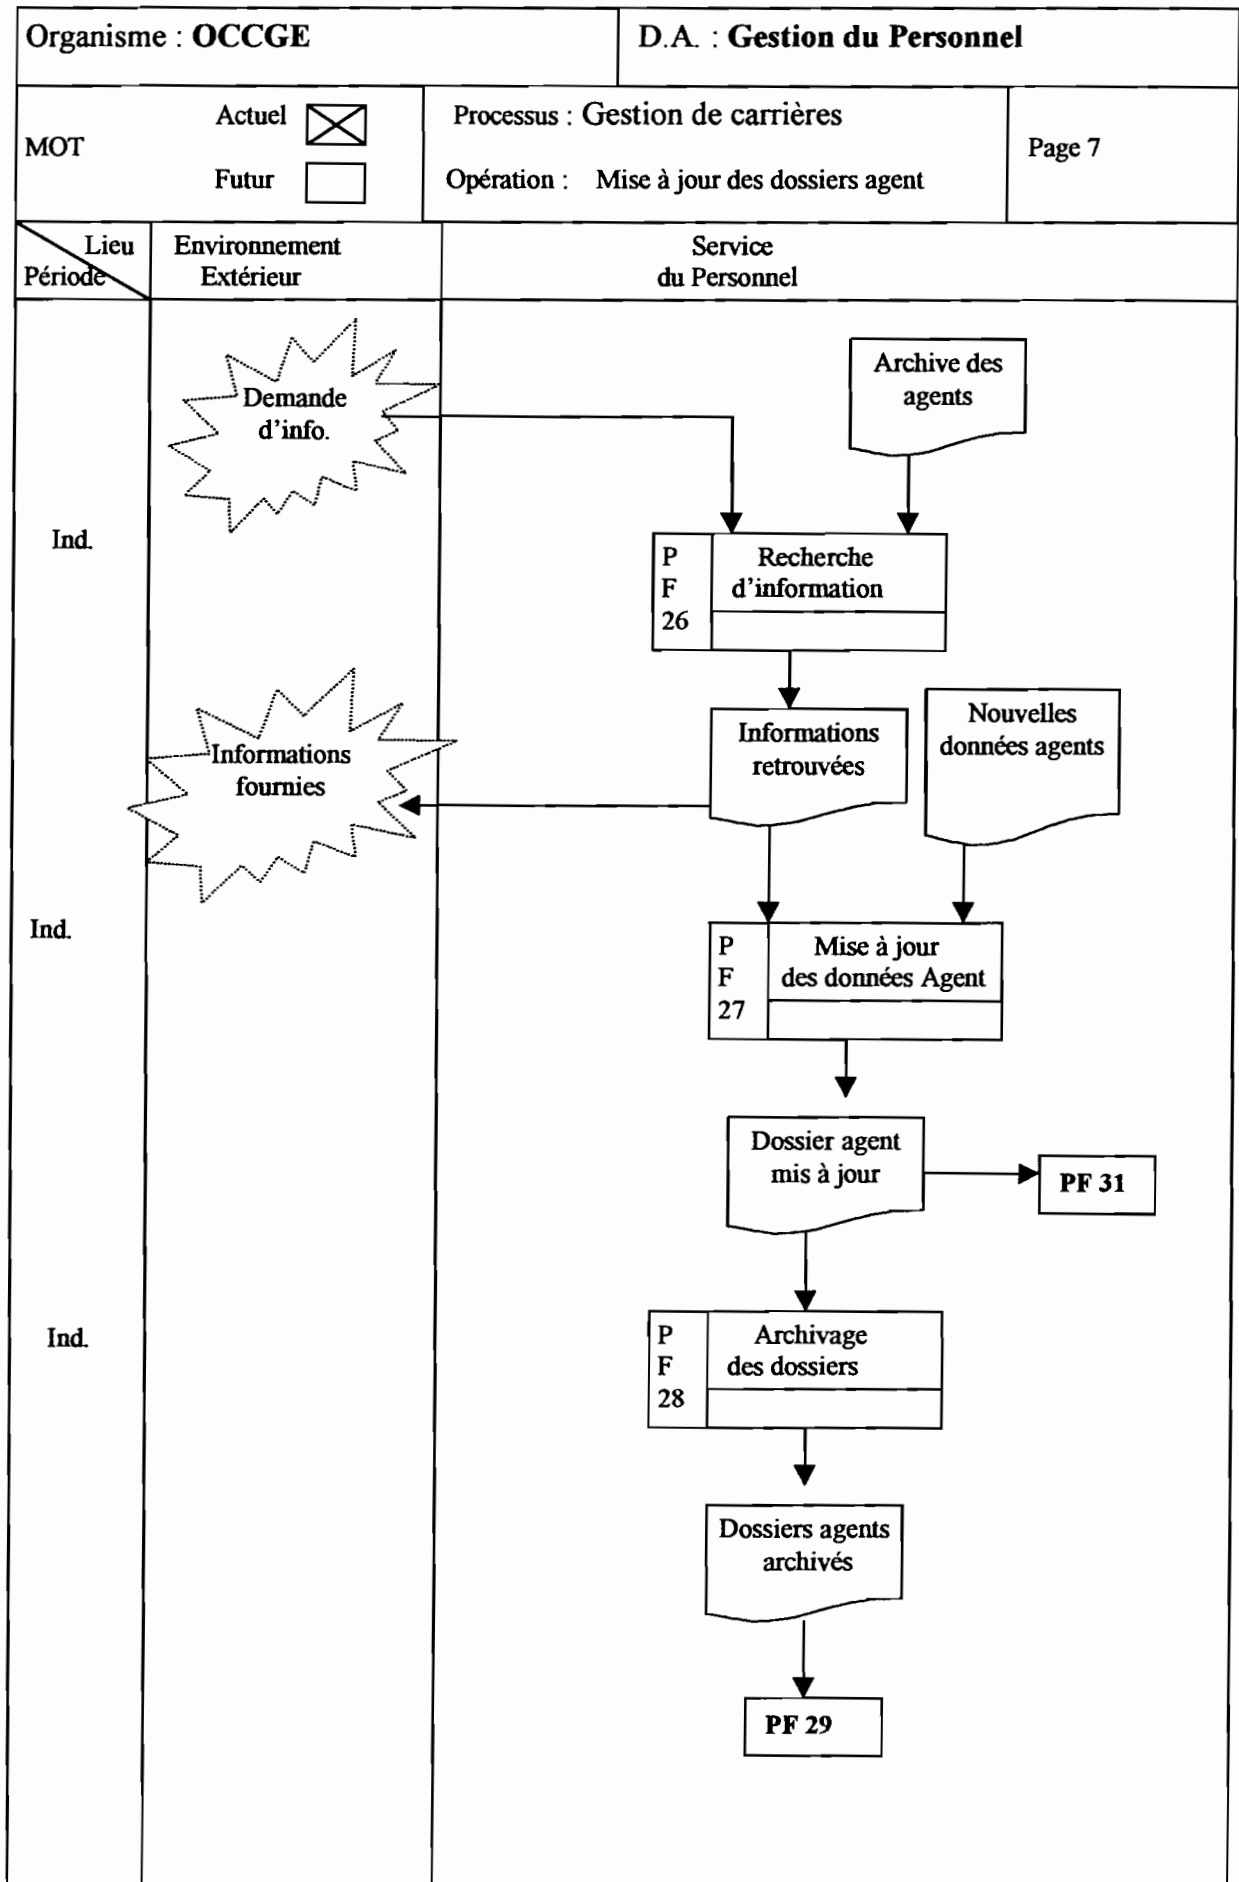 Organisme : OCCGE
D.A. : Gestion du Personnel
MOT
Actuel
Futur
Processus : Gestion de carrières
Opération : Mise à jour des dossiers agent
Page 7
Lieu
Période
Environnement
Extérieur
Service
du Personnel
Demande
d'info.
Archive des
agents
Ind.
P
F
26
Recherche
d'information
Informations
fournies
Informations
retrouvées
Nouvelles
données agents
Ind.
P
F
27
Mise à jour
des données Agent
Dossier agent
mis à jour
PF 31
Ind.
P
F
28
Archivage
des dossiers
Dossiers agents
archivés
PF 29